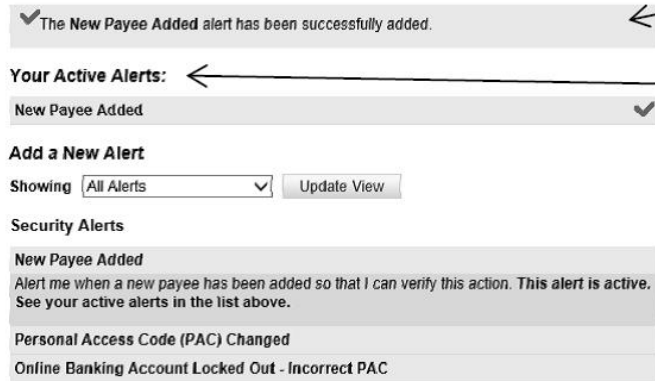 The New Payee Added alert has been successfully added.
Your Active Alerts:
New Payee Added
Add a New Alert
Showing All Alerts Update View
Security Alerts
New Payee Added
Alert me when a new payee has been added so that I can verify this action. This alert is active.
See your active alerts in the list above.
Personal Access Code (PAC) Changed
Online Banking Account Locked Out - Incorrect PAC